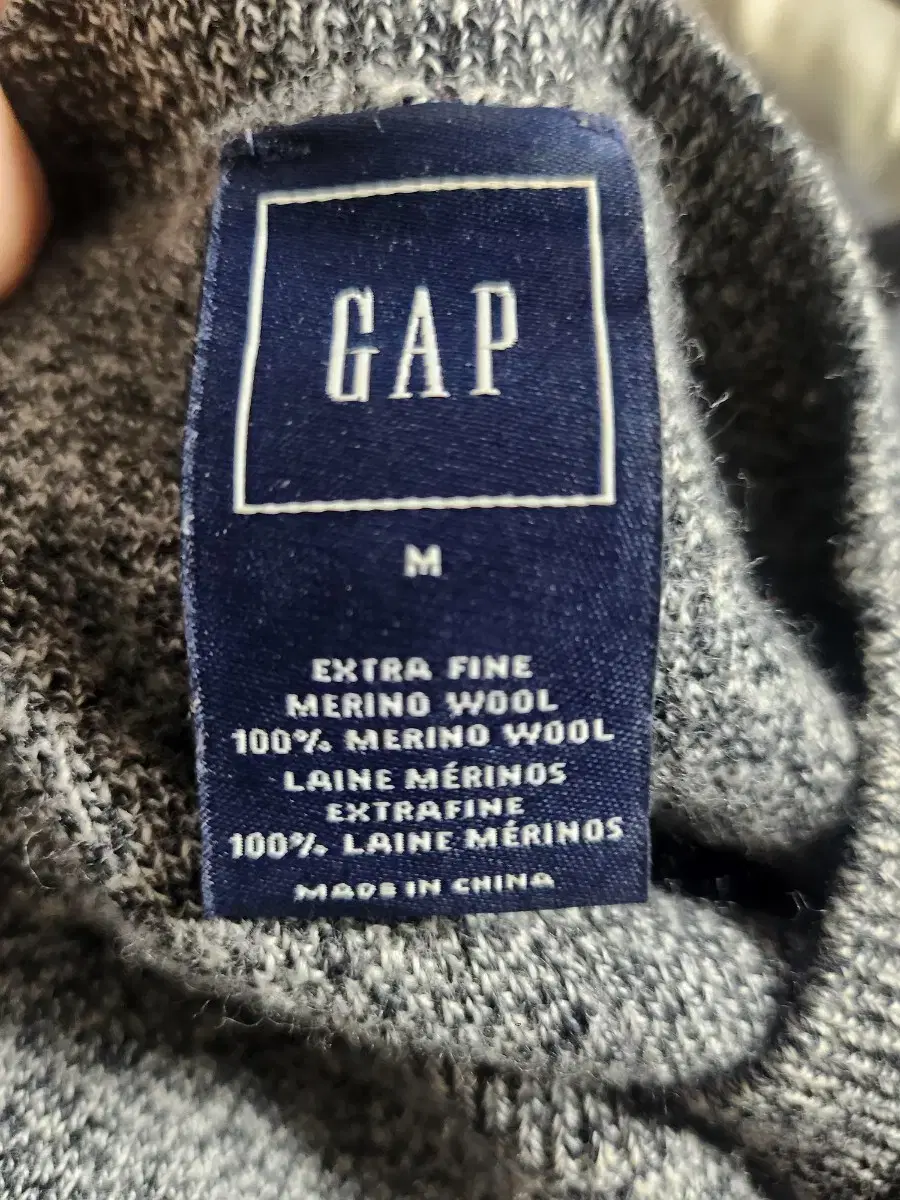 GAP
M
EXTRA FINE
MERINO WOOL
100% MERINO WOOL
LAINE MÉRINOS
EXTRAFINE
100% LAINE MÉRINOS
MADE IN CHINA